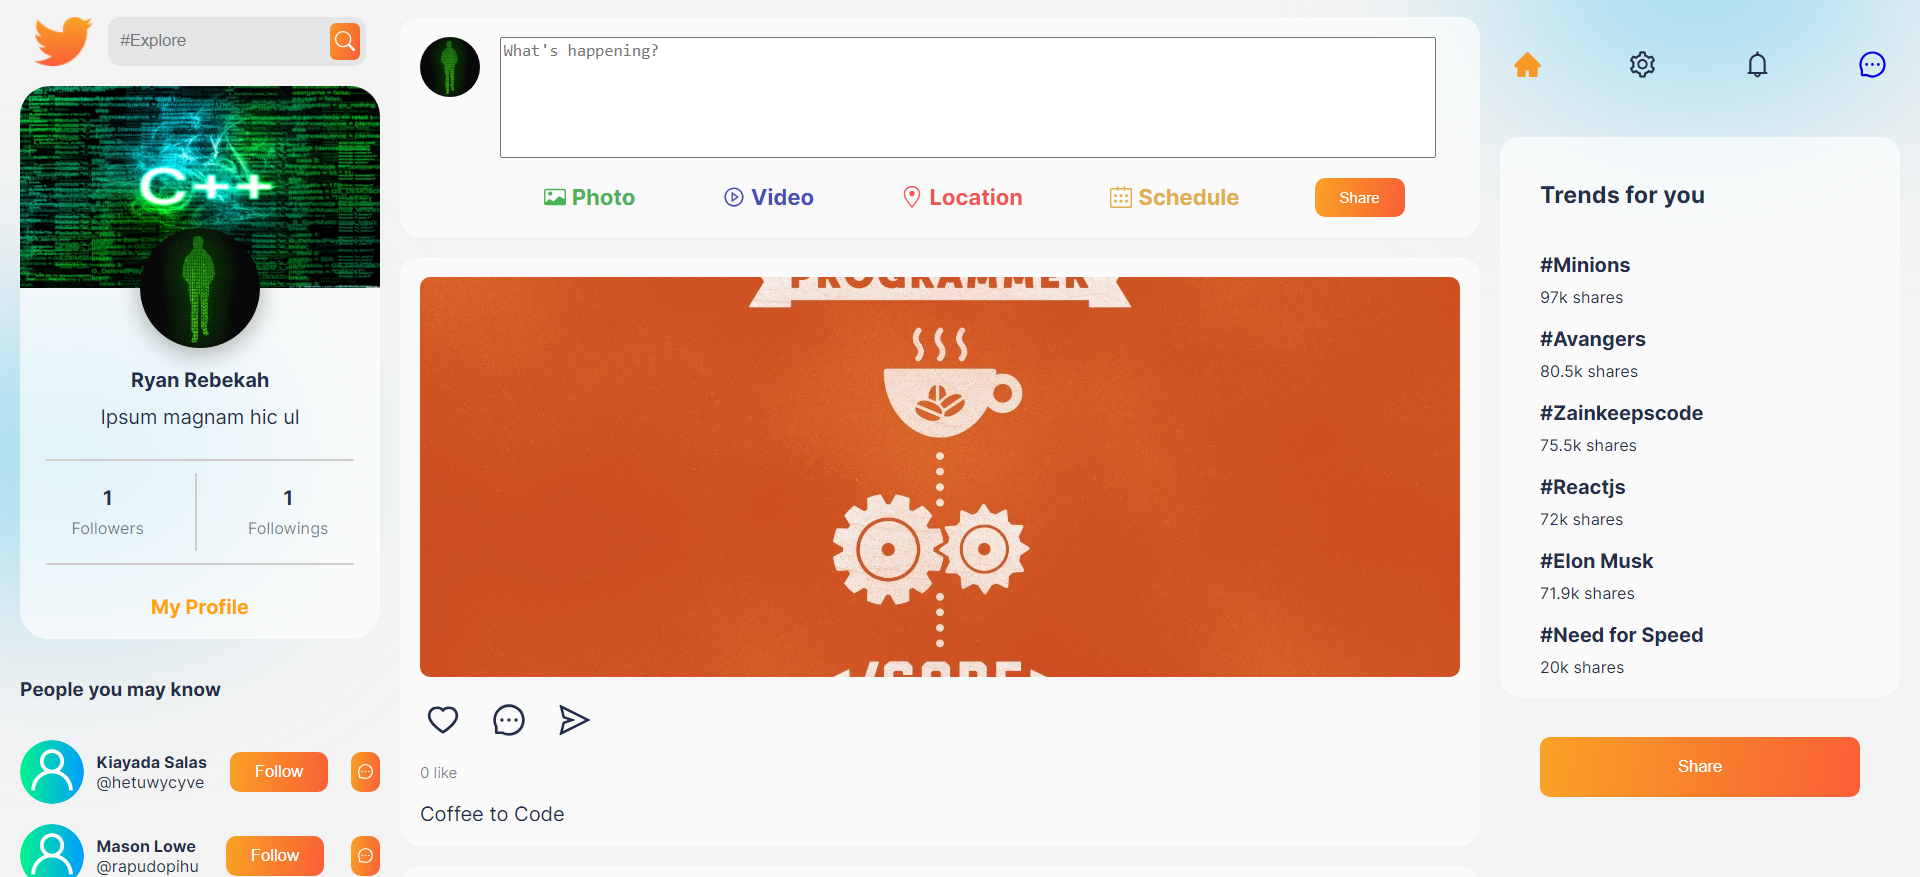 #Explore
C++
Ryan Rebekah
Ipsum magnam hic ul
1
Followers
1
Followings
My Profile
People you may know
Kiayada Salas
@hetuwycyve
Follow
Mason Lowe
@rapudopihu
Follow
What's happening?
Photo
Video
Location
Schedule
Share
PROGRAMMER
/CODE
0 like
Coffee to Code
Trends for you
#Minions
97k shares
#Avangers
80.5k shares
#Zainkeepscode
75.5k shares
#Reactjs
72k shares
#Elon Musk
71.9k shares
#Need for Speed
20k shares
Share